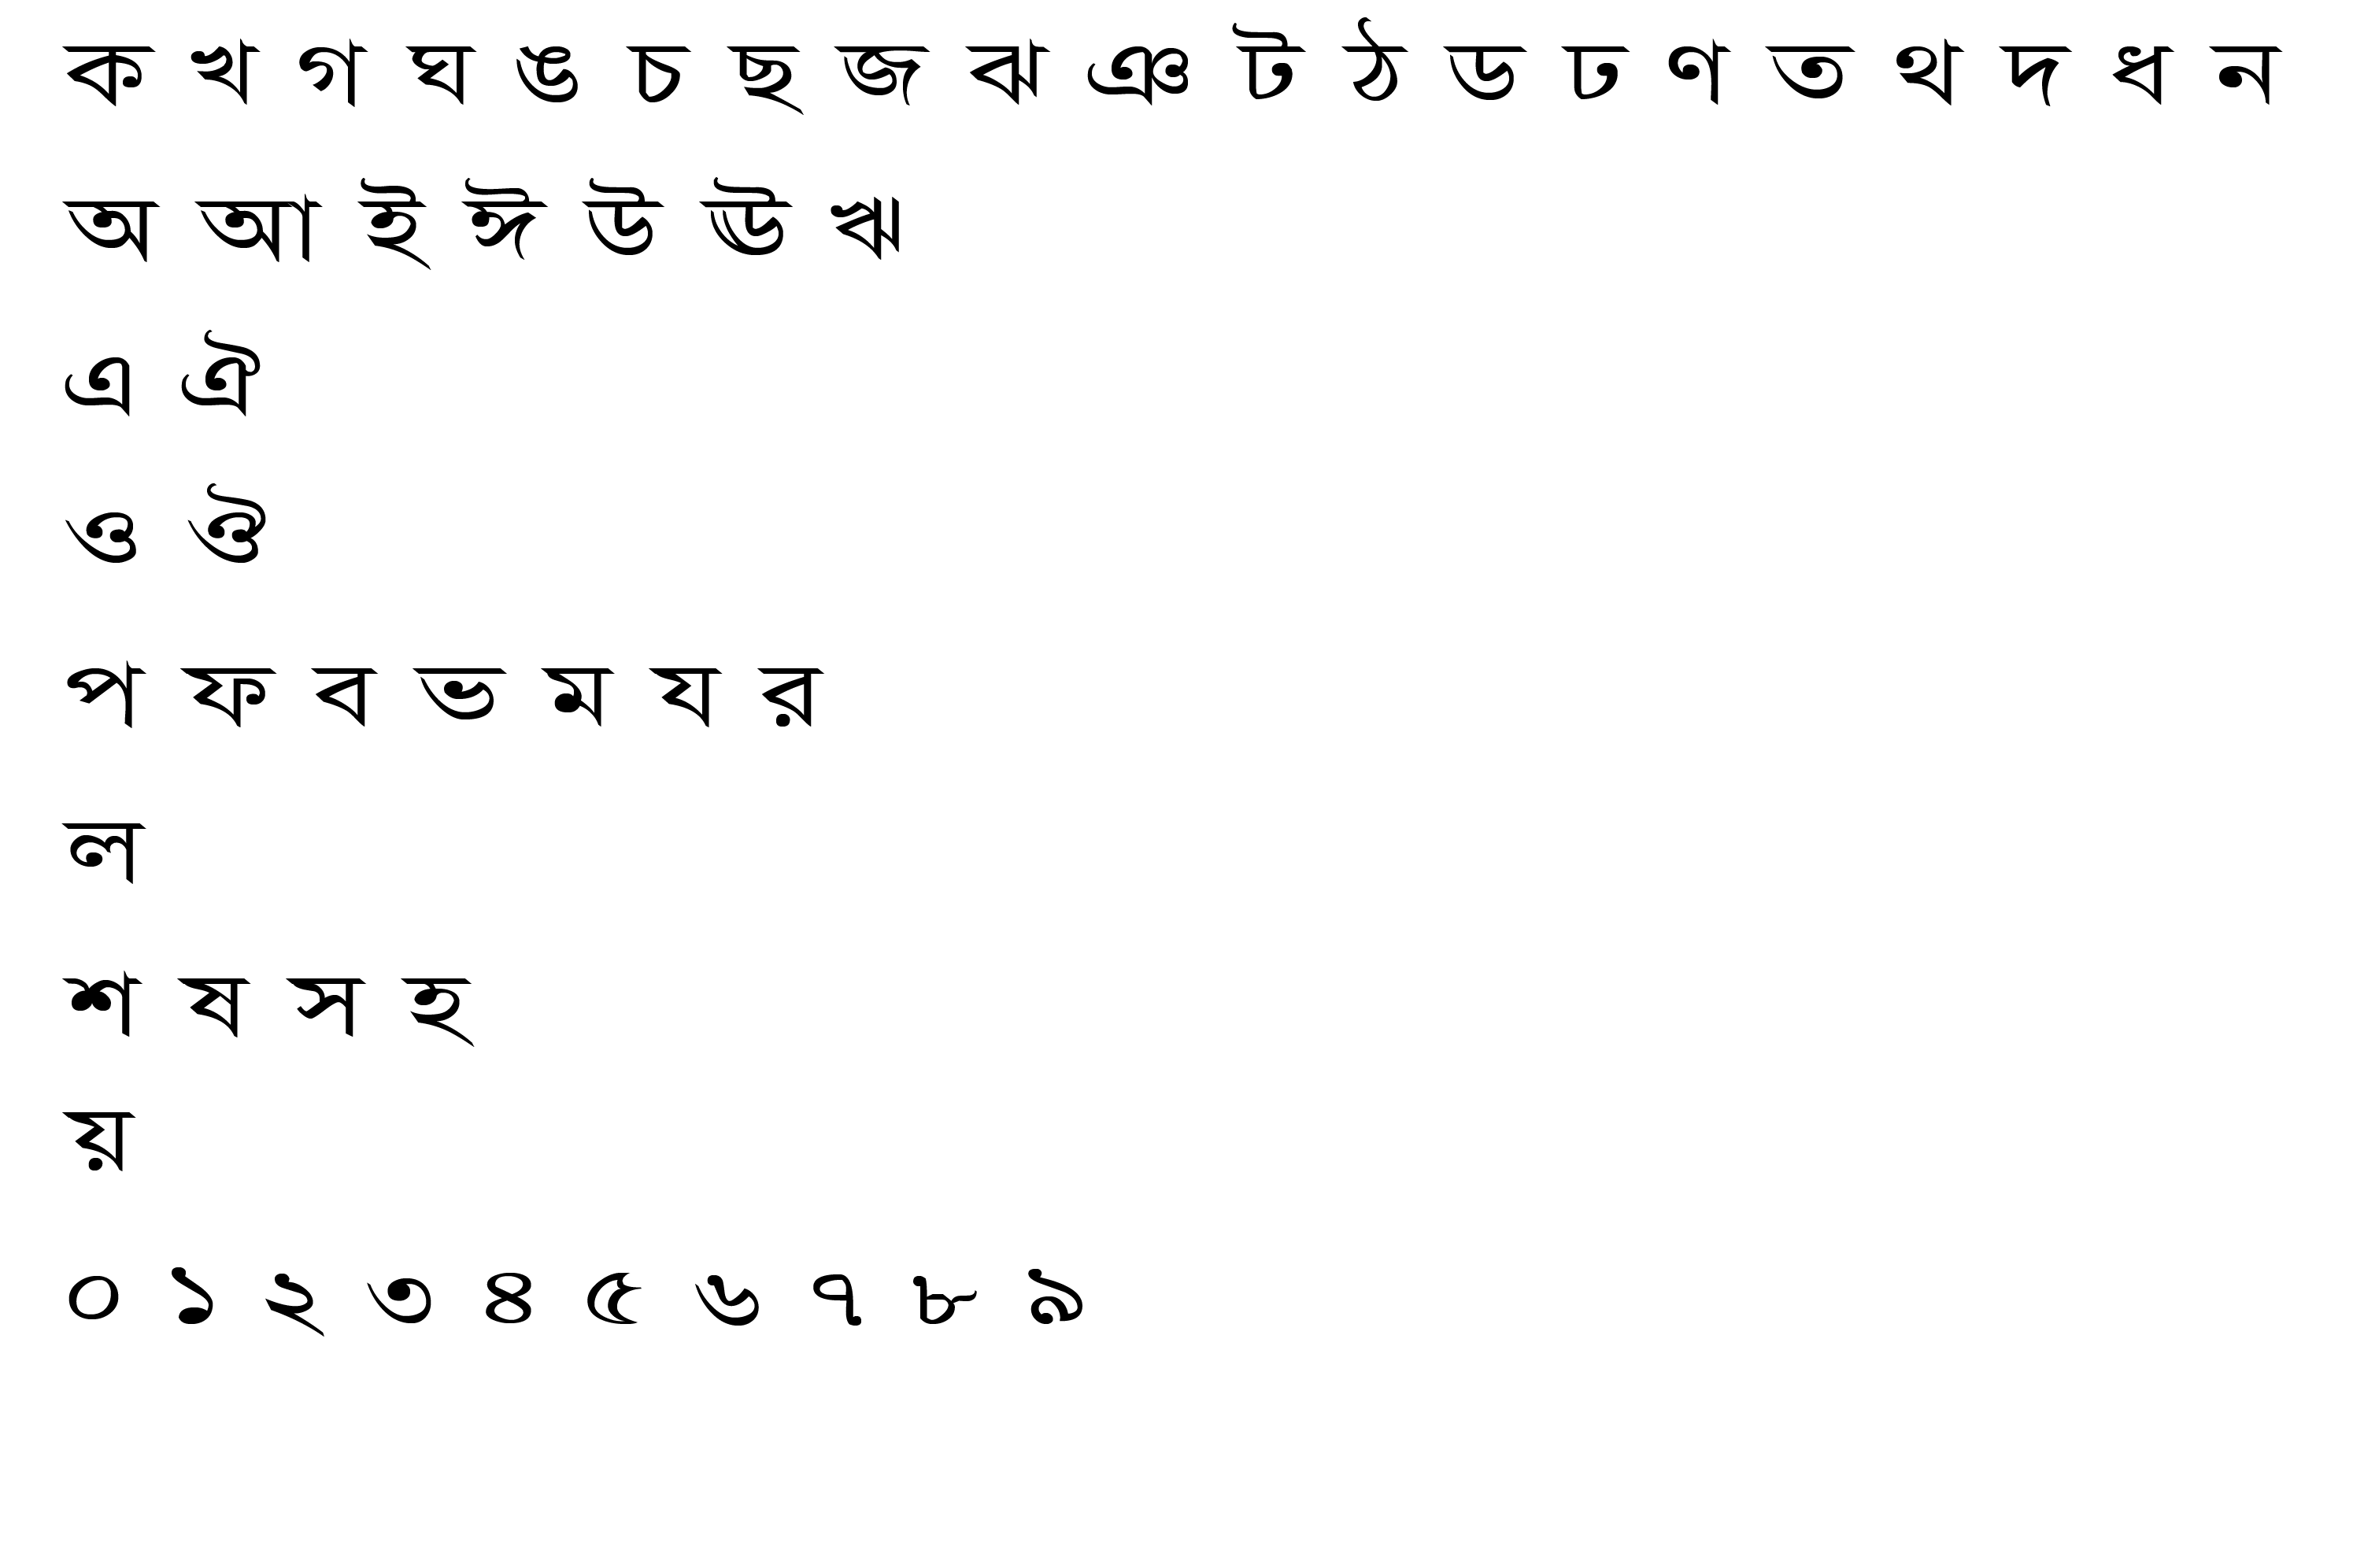 ক খ গ ঘ ঙ চ ছ জ ঝ ঞ ট ঠ ড ঢ ণ ত থ দ ধ ন
অ আ ই ঈ উ ঊ ঋ
এ ঐ
ও ঔ
প ফ ব ভ ম য র
ল
শ ষ স হ
য়
০ ১ ২ ৩ ৪ ৫ ৬ ৭ ৮ ৯